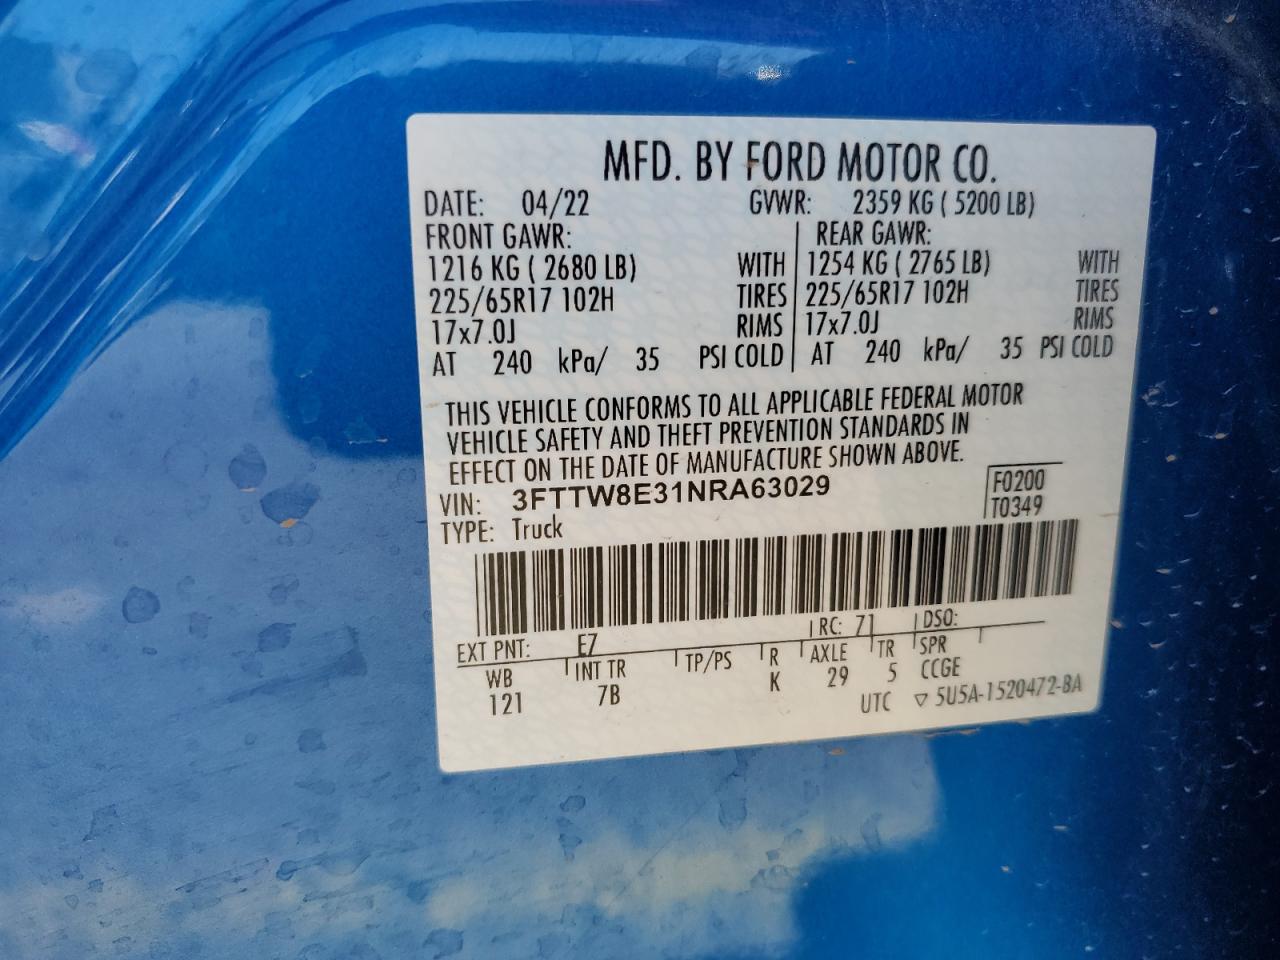 MFD. BY FORD MOTOR CO.
DATE: 04/22 GVWR: 2359 KG ( 5200 LB)
FRONT GAWR: REAR GAWR:
1216 KG ( 2680 LB) WITH 1254 KG ( 2765 LB) WITH
225/65R17 102H TIRES 225/65R17 102H TIRES
17x7.0J RIMS 17x7.0J RIMS
AT 240 kPa/ 35 PSI COLD AT 240 kPa/ 35 PSI COLD
THIS VEHICLE CONFORMS TO ALL APPLICABLE FEDERAL MOTOR
VEHICLE SAFETY AND THEFT PREVENTION STANDARDS IN
EFFECT ON THE DATE OF MANUFACTURE SHOWN ABOVE.
VIN: 3FTTW8E31NRA63029 F0200
TYPE: Truck T0349
EXT PNT: E7 RC: 71 DSO:
WB INT TR TP/PS R AXLE TR SPR
121 7B K 29 5 CCGE
UTC ▽ 5U5A-1520472-BA